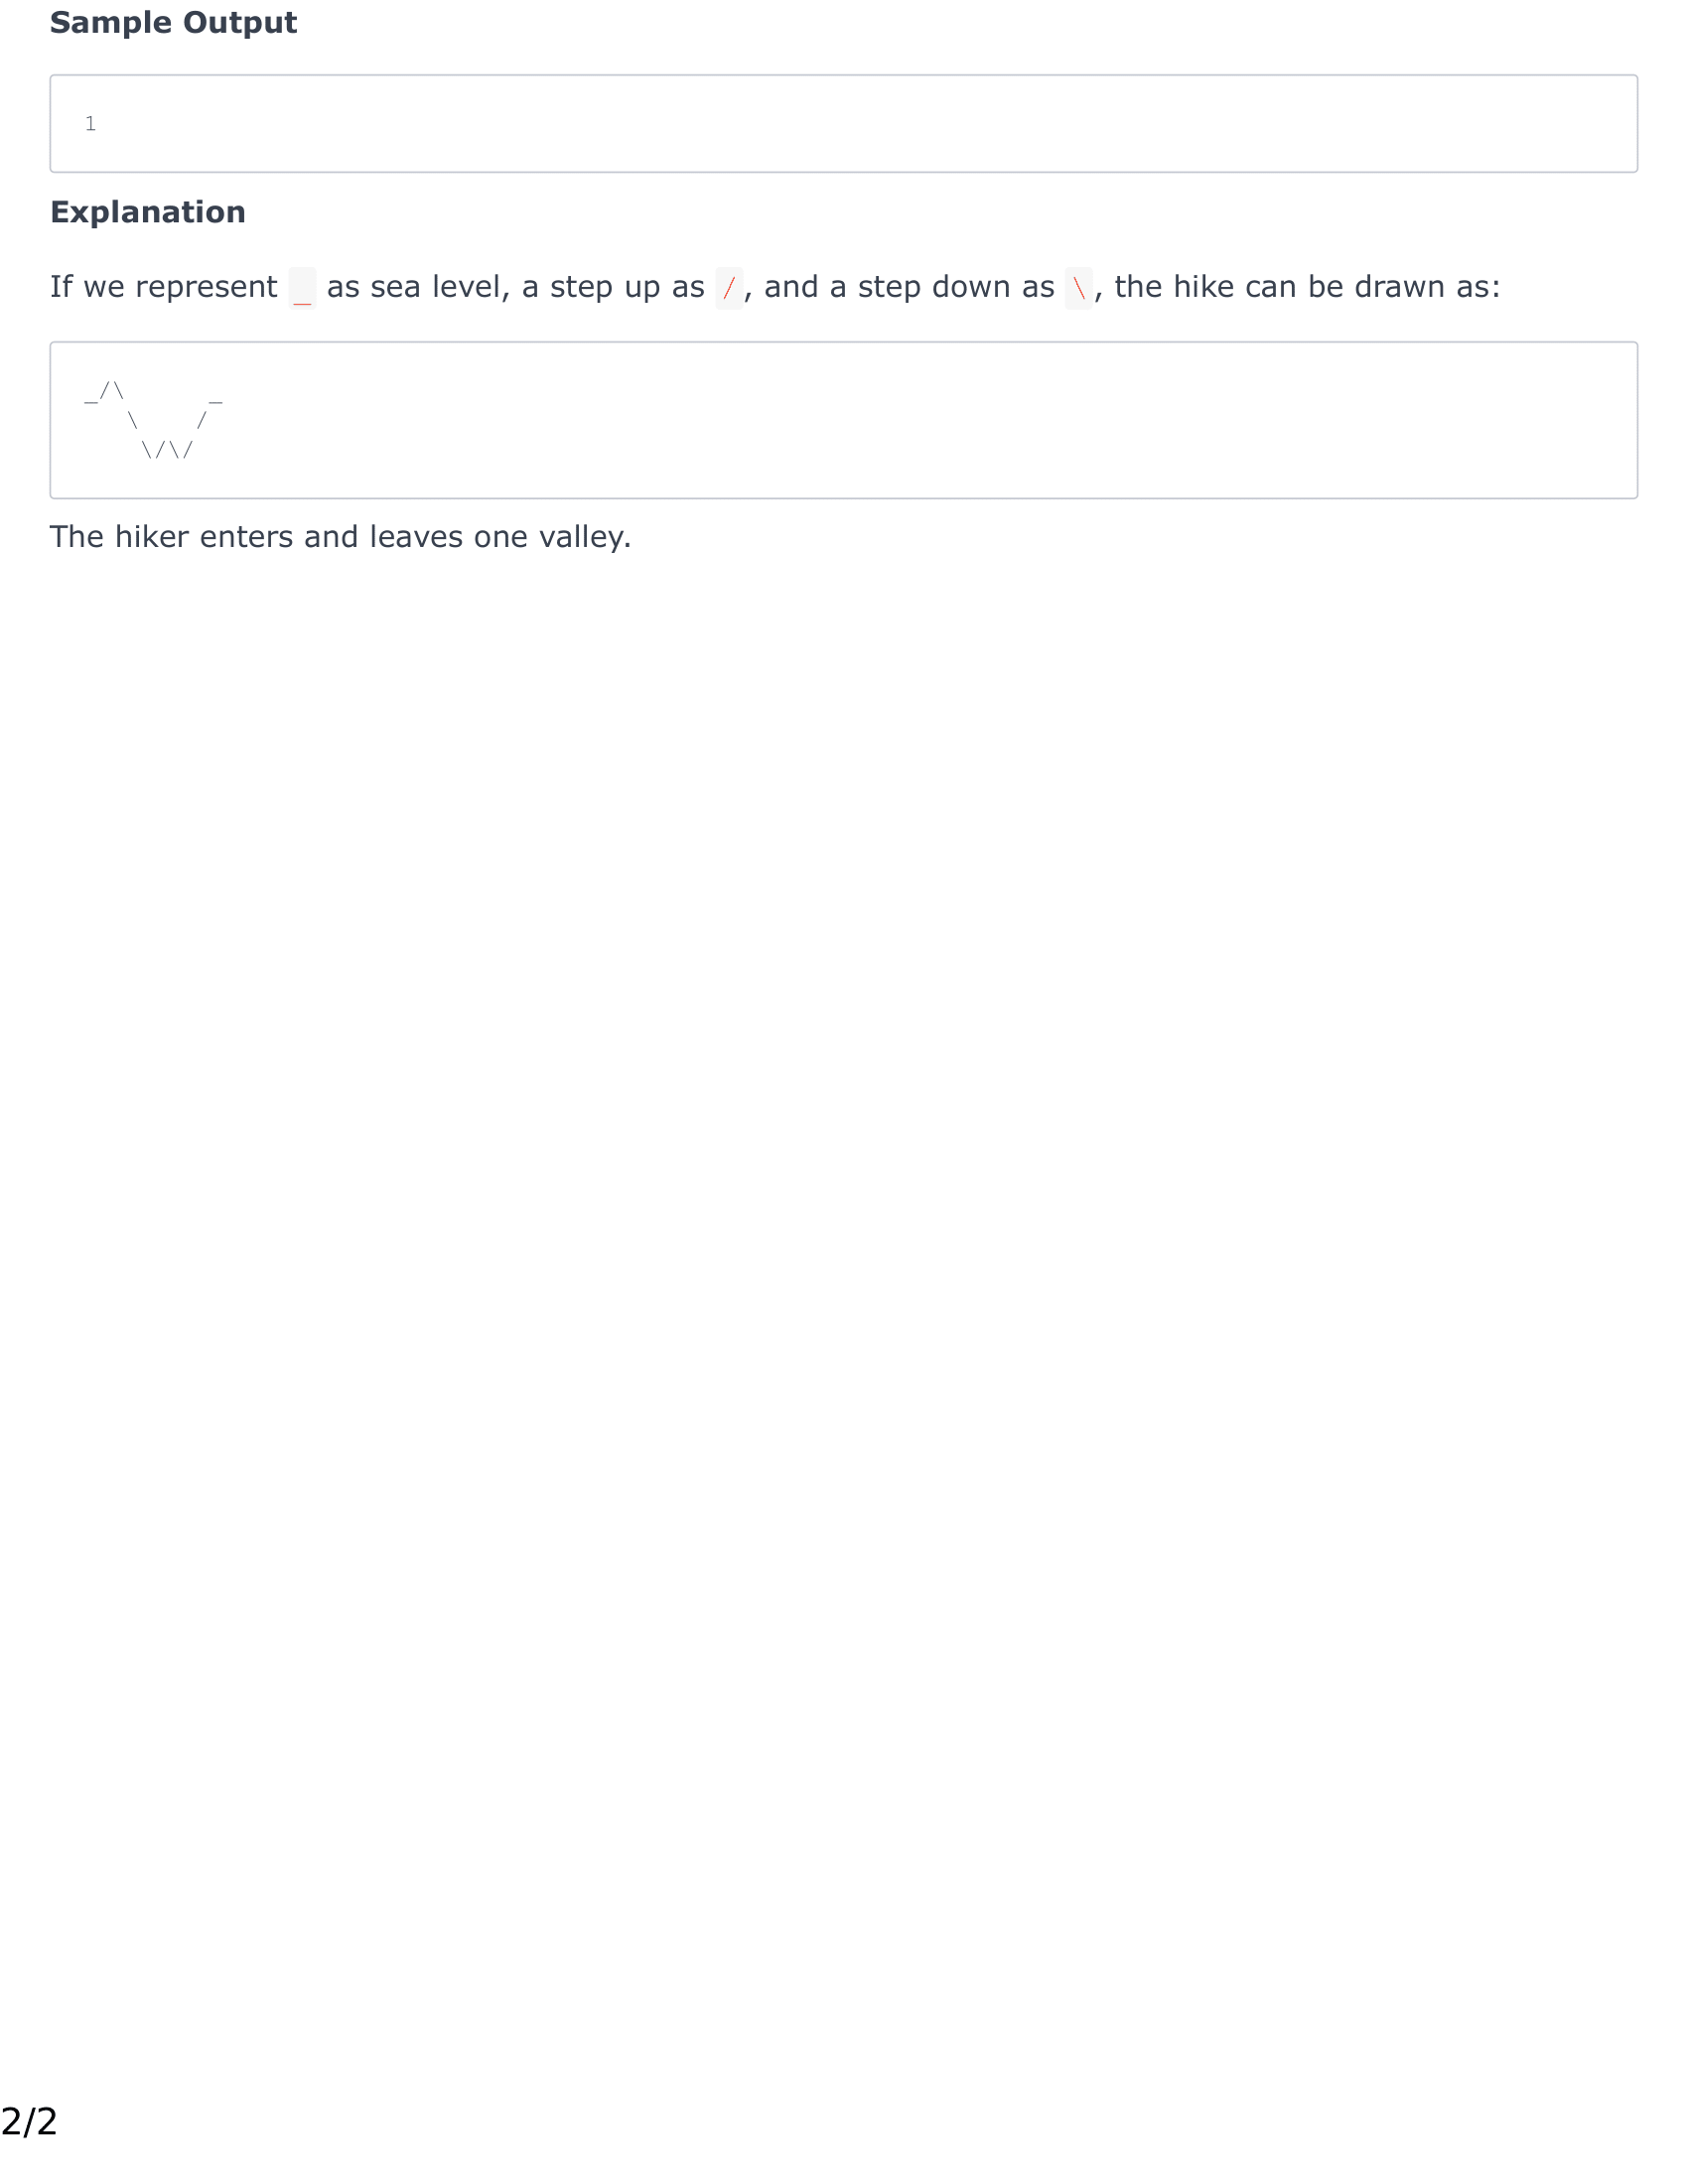 Sample Output
1
Explanation
If we represent _ as sea level, a step up as /, and a step down as \, the hike can be drawn as:
_/\      _
   \    /
    \/\/
The hiker enters and leaves one valley.
2/2